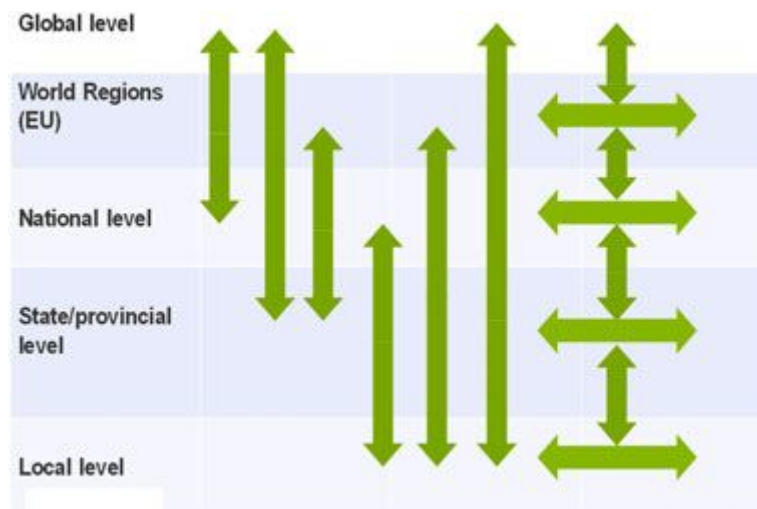 Global level
World Regions
(EU)
National level
State/provincial
level
Local level